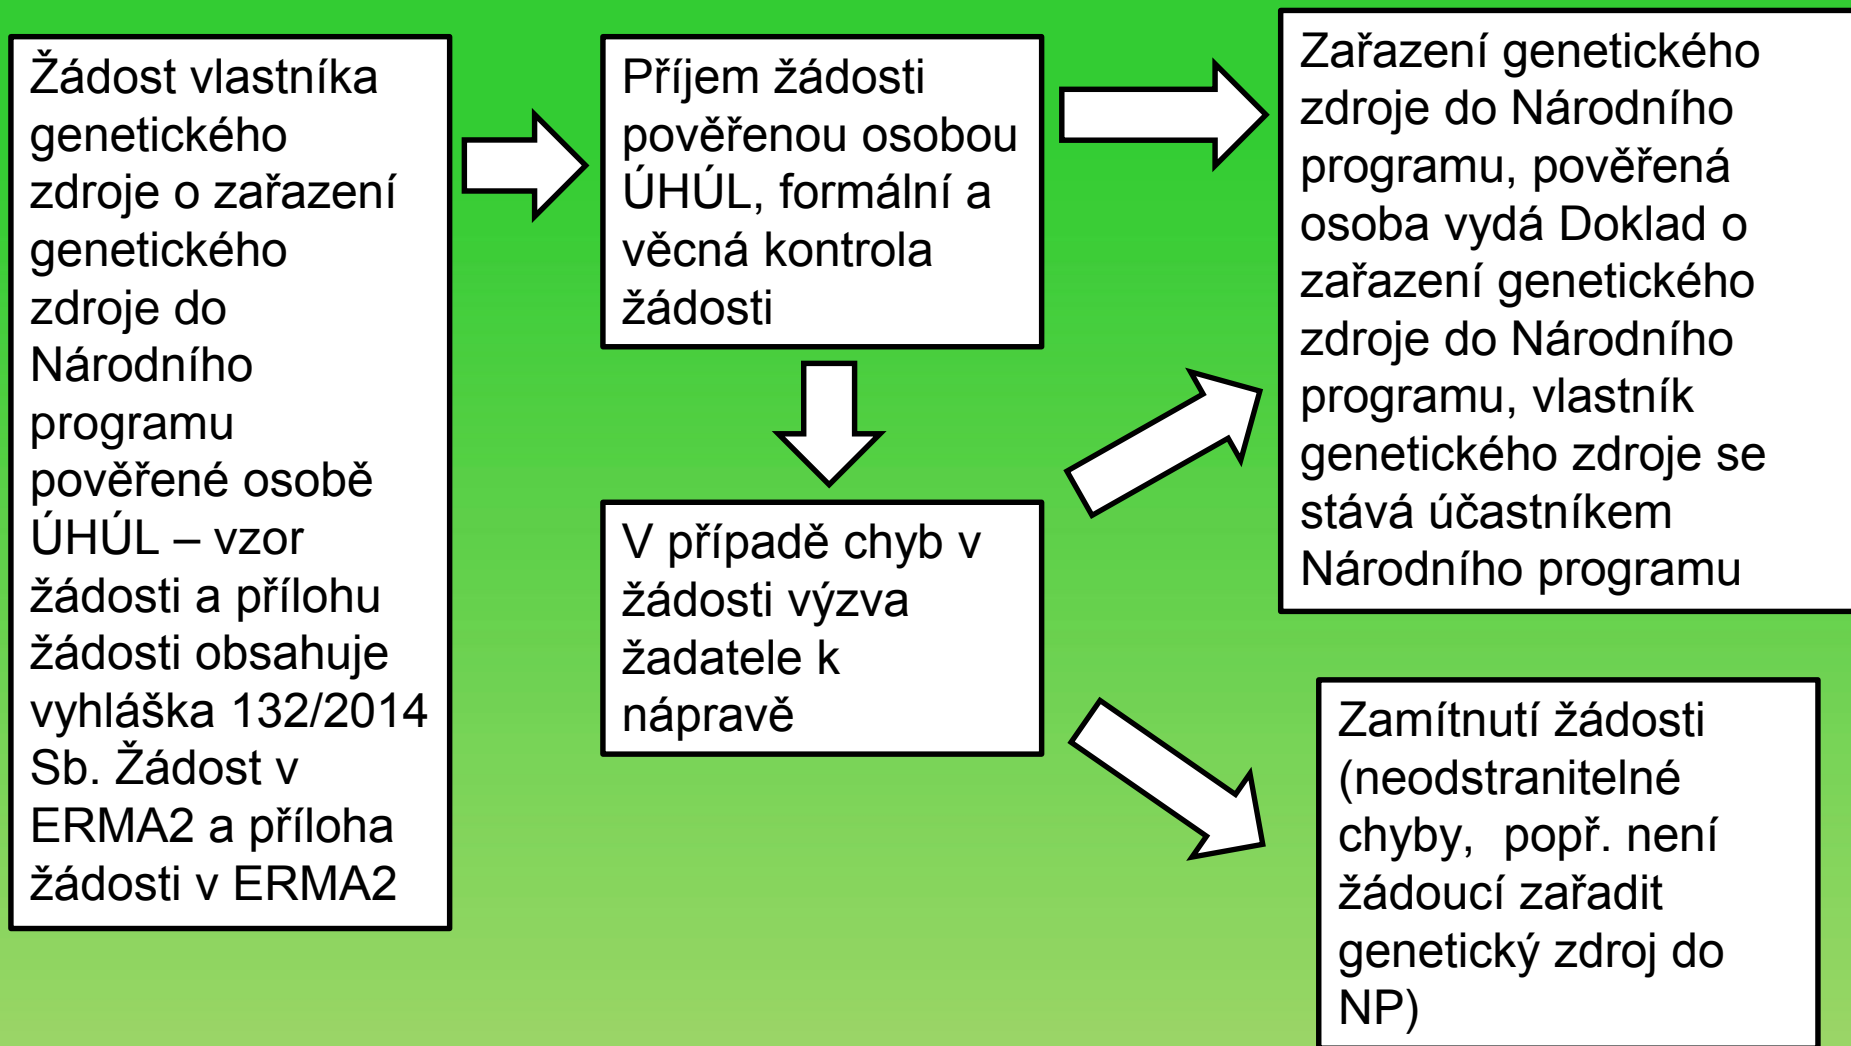 Žádost vlastníka
genetického
zdroje o zařazení
genetického
zdroje do
Národního
programu
pověřené osobě
ÚHÚL – vzor
žádosti a přílohu
žádosti obsahuje
vyhláška 132/2014
Sb. Žádost v
ERMA2 a příloha
žádosti v ERMA2
Příjem žádosti
pověřenou osobou
ÚHÚL, formální a
věcná kontrola
žádosti
V případě chyb v
žádosti výzva
žadatele k
nápravě
Zařazení genetického
zdroje do Národního
programu, pověřená
osoba vydá Doklad o
zařazení genetického
zdroje do Národního
programu, vlastník
genetického zdroje se
stává účastníkem
Národního programu
Zamítnutí žádosti
(neodstranitelné
chyby,  popř. není
žádoucí zařadit
genetický zdroj do
NP)